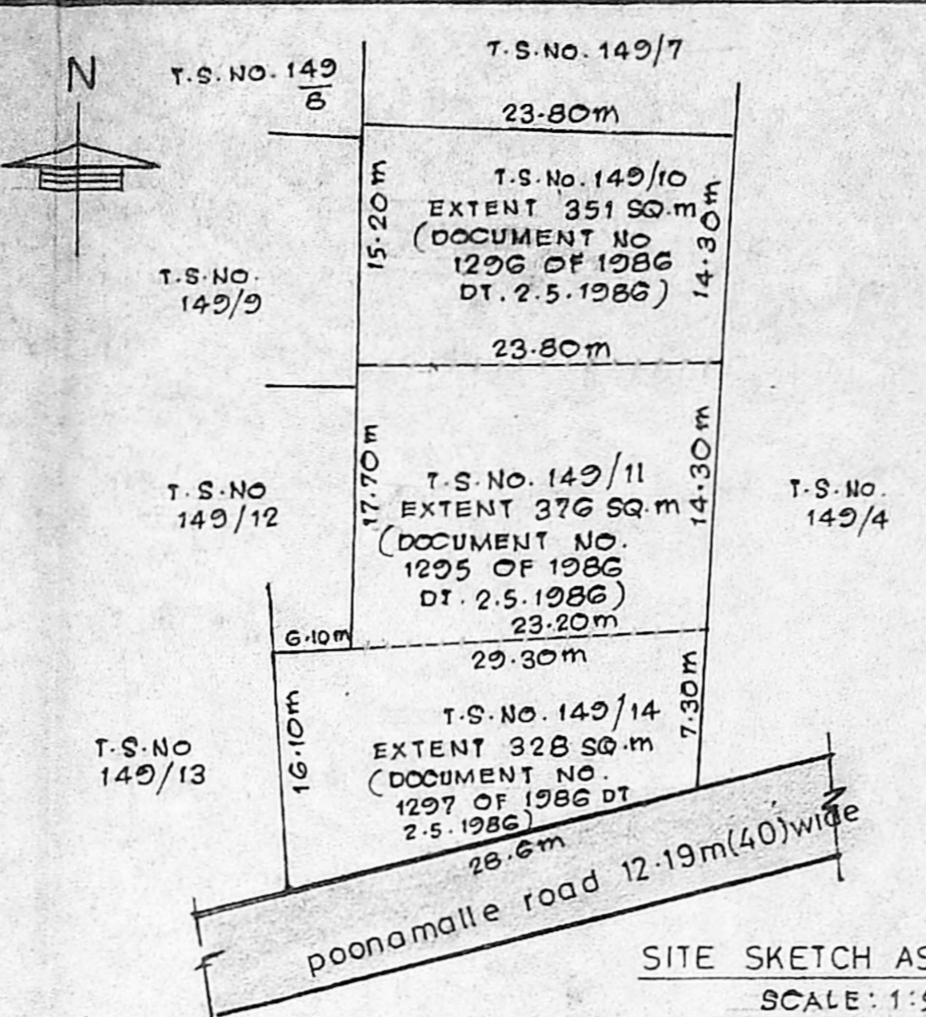 N
T.S.NO. 149
8
T.S.NO. 149/7
23.80m
15.20m
T.S.No. 149/10
EXTENT 351 SQ.m
(DOCUMENT NO
1296 OF 1986
DT. 2.5.1986)
14.30m
T.S.NO.
149/9
23.80m
17.70m
T.S.NO. 149/11
EXTENT 376 SQ.m
(DOCUMENT NO.
1295 OF 1986
DT. 2.5.1986)
14.30m
T.S.NO
149/12
T.S.NO.
149/4
23.20m
6.10m
29.30m
16.10m
T.S.NO. 149/14
EXTENT 328 SQ.m
(DOCUMENT NO.
1297 OF 1986 DT
2.5.1986)
7.30m
T.S.NO
149/13
28.6m
poonamalle road 12.19m(40)wide
SITE SKETCH AS
SCALE: 1: